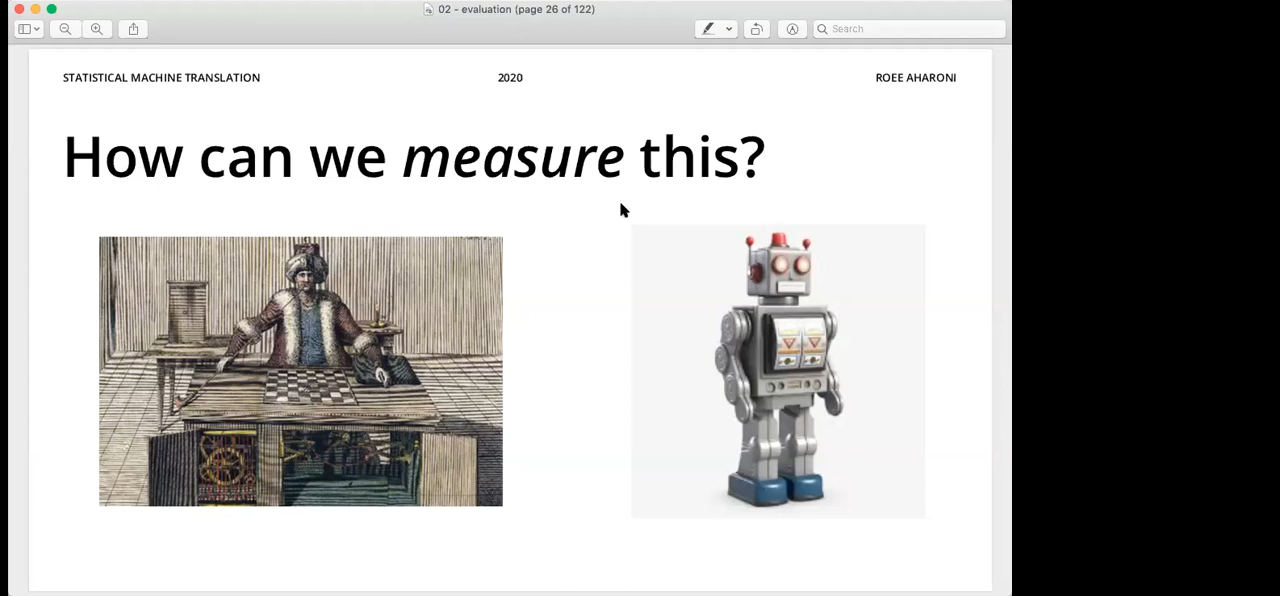 02 - evaluation (page 26 of 122)
Search
STATISTICAL MACHINE TRANSLATION 2020 ROEE AHARONI
How can we measure this?